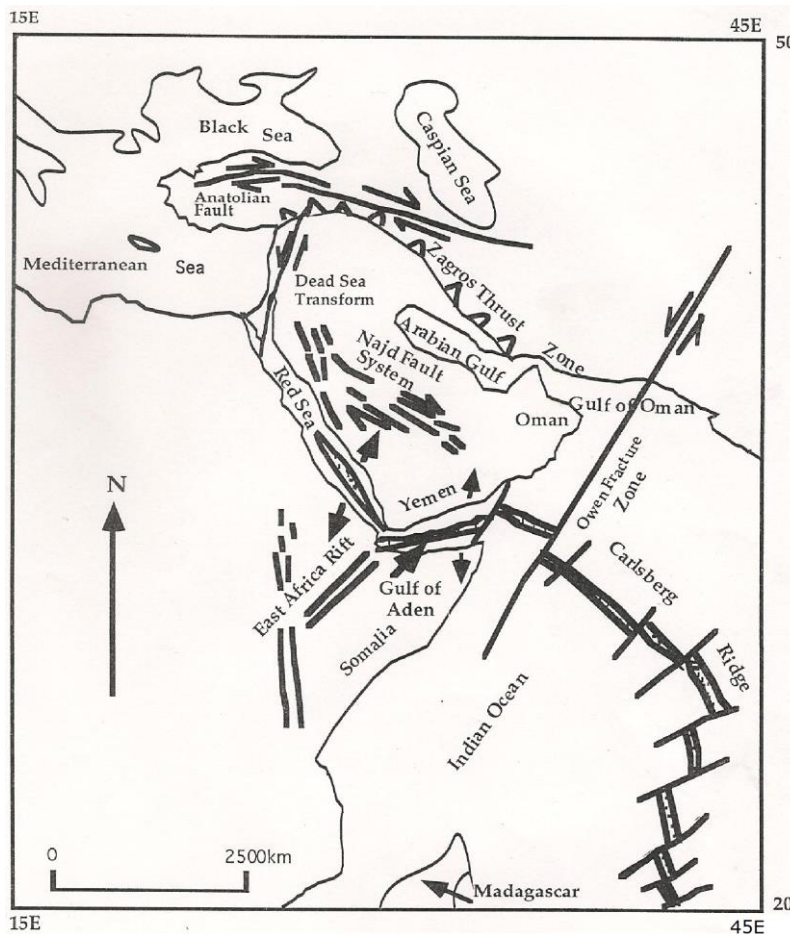 15E
45E
50
Black Sea
Caspian Sea
Anatolian
Fault
Mediterranean Sea
Dead Sea
Transform
Zagros Thrust Zone
Najd Fault
System
Arabian Gulf
Red Sea
Oman
Gulf of Oman
N
Yemen
Owen Fracture
Zone
East Africa Rift
Gulf of
Aden
Carlsberg
Ridge
Somalia
Indian Ocean
0
2500km
Madagascar
15E
45E
20